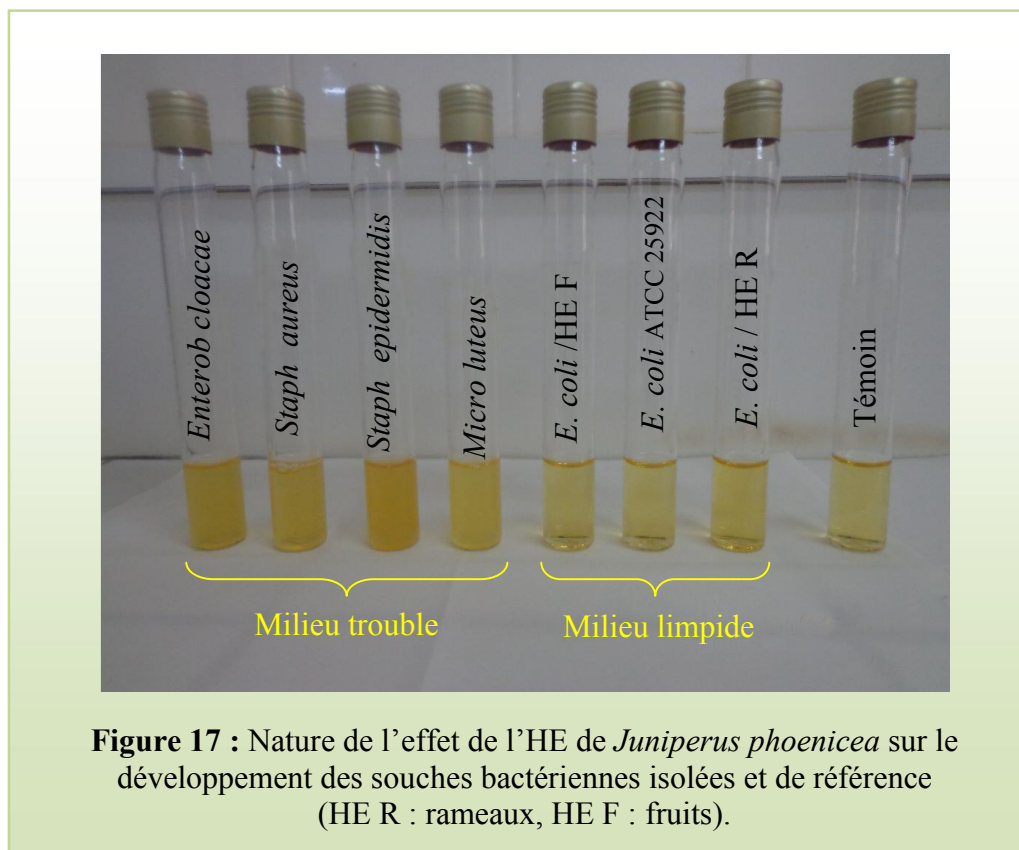 Enterob cloacae
Staph aureus
Staph epidermidis
Micro luteus
E. coli /HE F
E. coli ATCC 25922
E. coli / HE R
Témoin
Milieu trouble
Milieu limpide
Figure 17 : Nature de l’effet de l’HE de Juniperus phoenicea sur le
développement des souches bactériennes isolées et de référence
(HE R : rameaux, HE F : fruits).